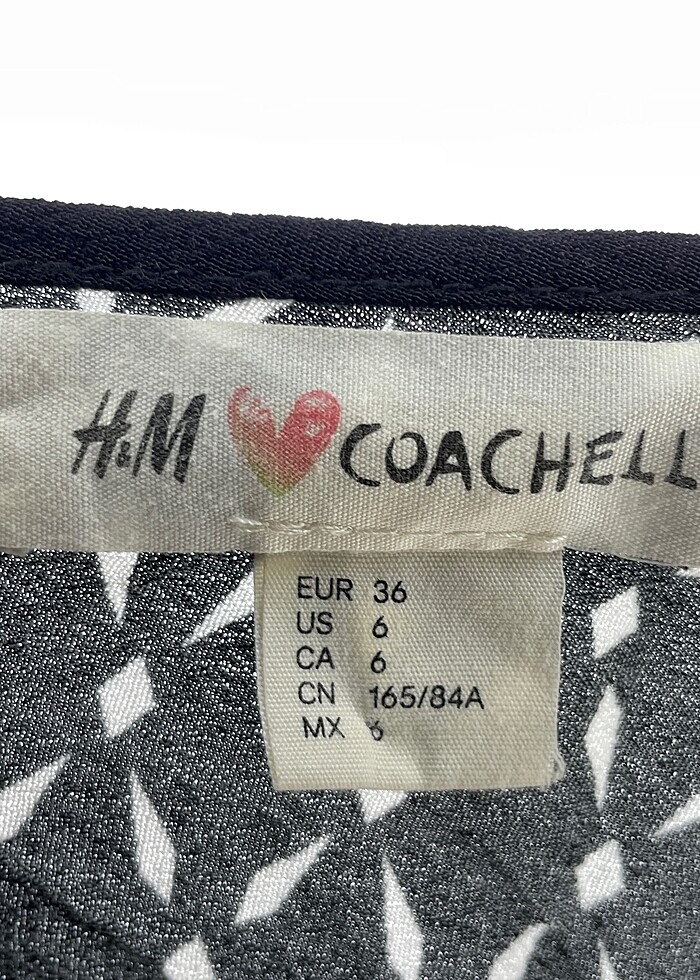 H&M COACHELL
EUR 36
US 6
CA 6
CN 165/84A
MX 6